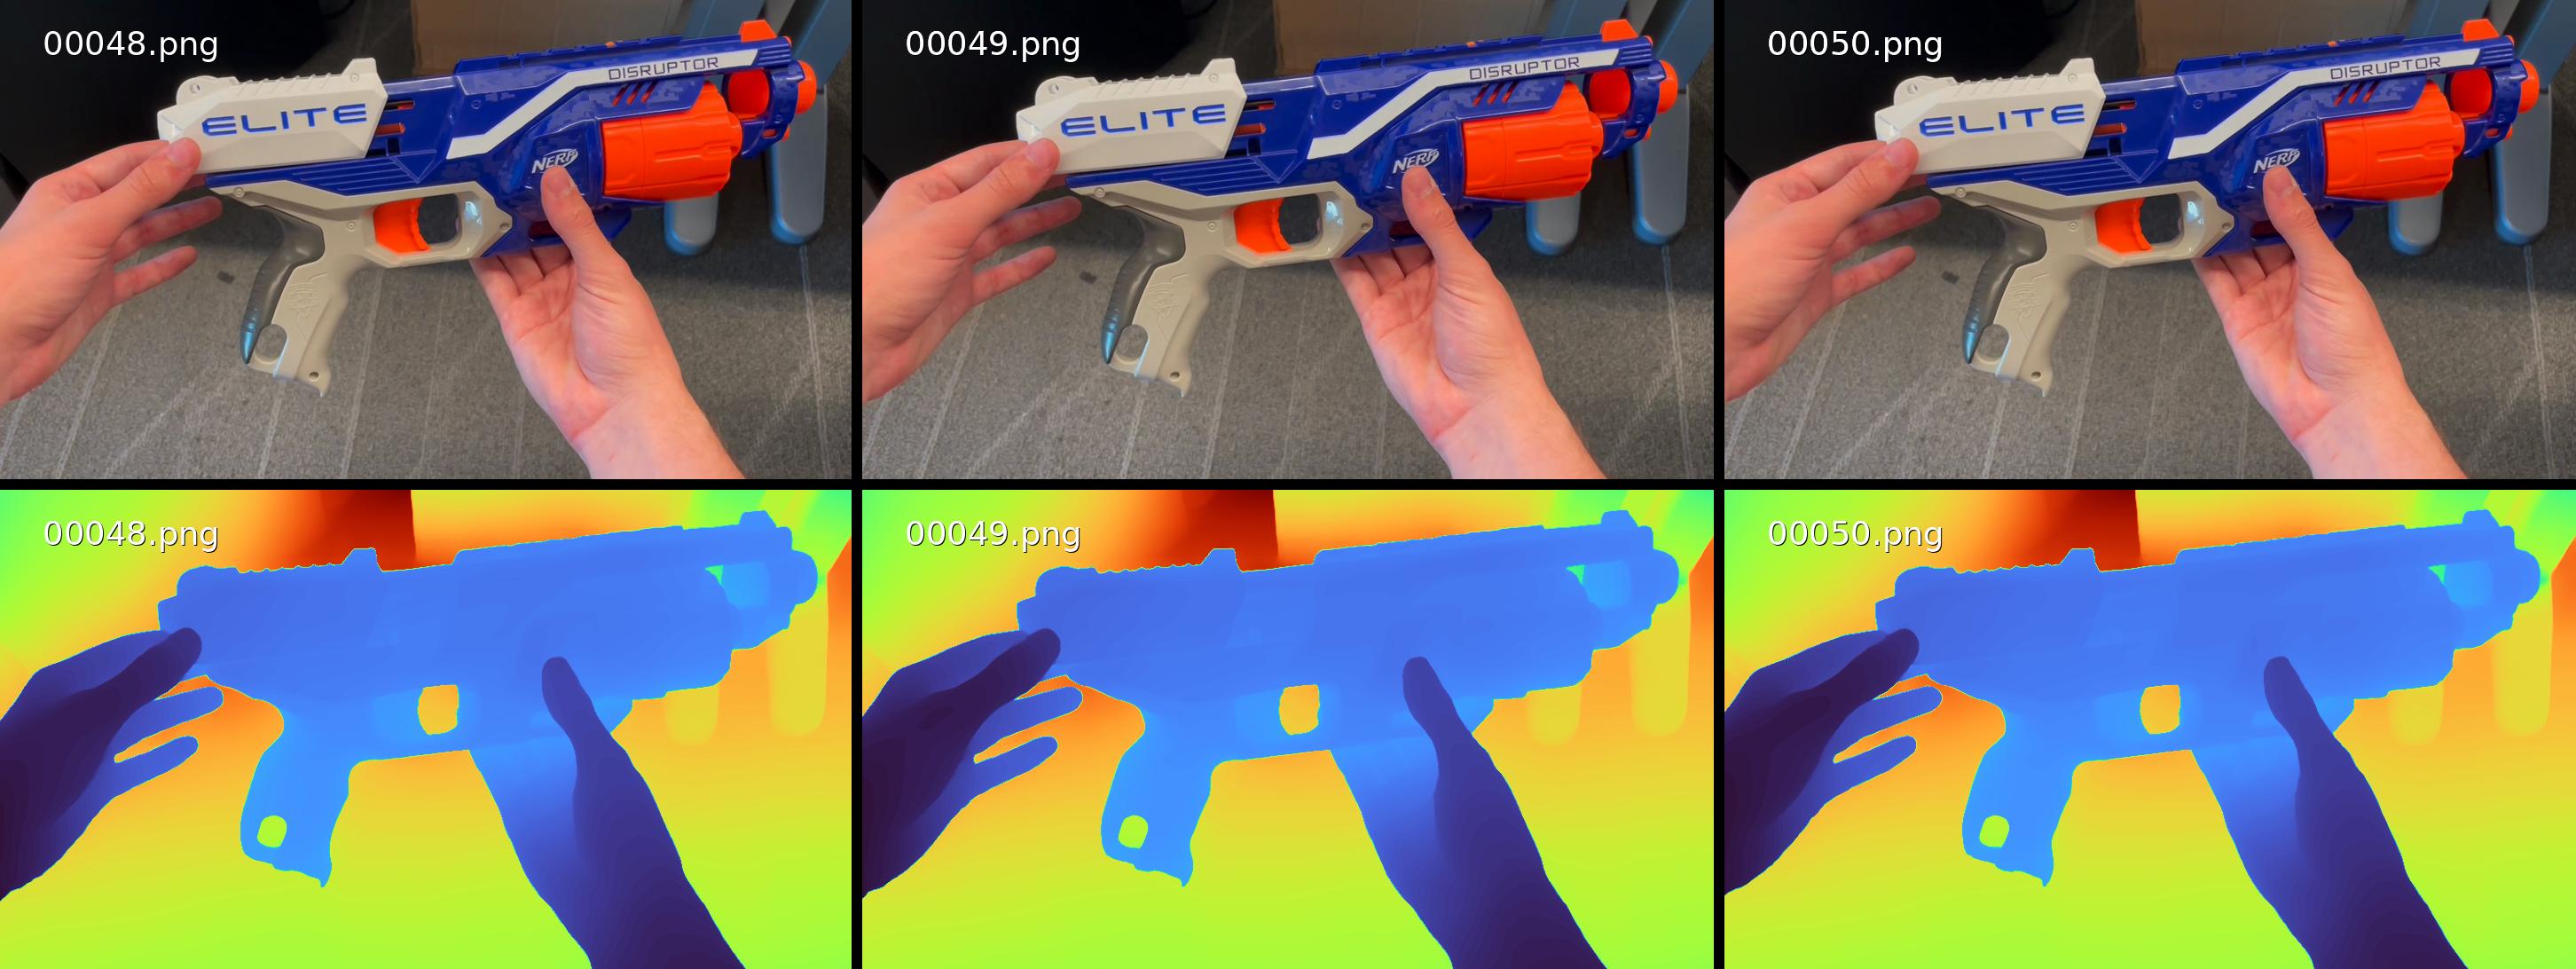 00048.png
DISRUPTOR
ELITE
NERF
00049.png
DISRUPTOR
ELITE
NERF
00050.png
DISRUPTOR
ELITE
NERF
00048.png
00049.png
00050.png